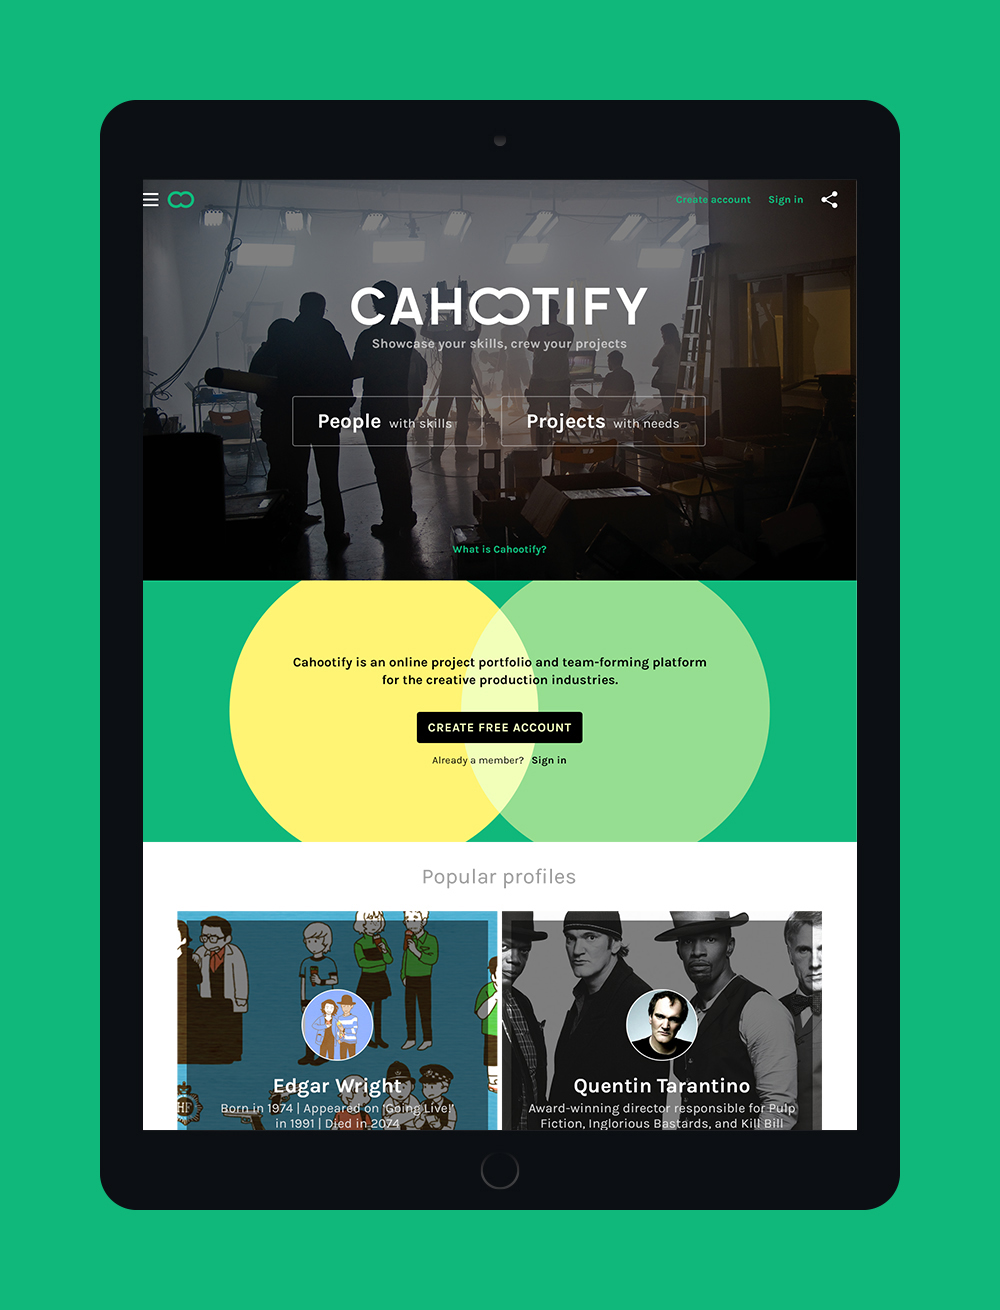 Create account Sign in
CAHOOTIFY
Showcase your skills, crew your projects
People with skills
Projects with needs
What is Cahootify?
Cahootify is an online project portfolio and team-forming platform
for the creative production industries.
CREATE FREE ACCOUNT
Already a member? Sign in
Popular profiles
Edgar Wright
Born in 1974 | Appeared on 'Going Live!'
in 1991 | Died in 2074
Quentin Tarantino
Award-winning director responsible for Pulp
Fiction, Inglorious Bastards, and Kill Bill